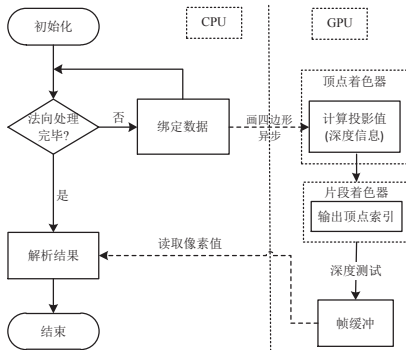 初始化
CPU
GPU
顶点着色器
法向处理
完毕?
否
绑定数据
画四边形
异步
计算投影值
(深度信息)
是
片段着色器
输出顶点索引
解析结果
读取像素值
深度测试
结束
帧缓冲